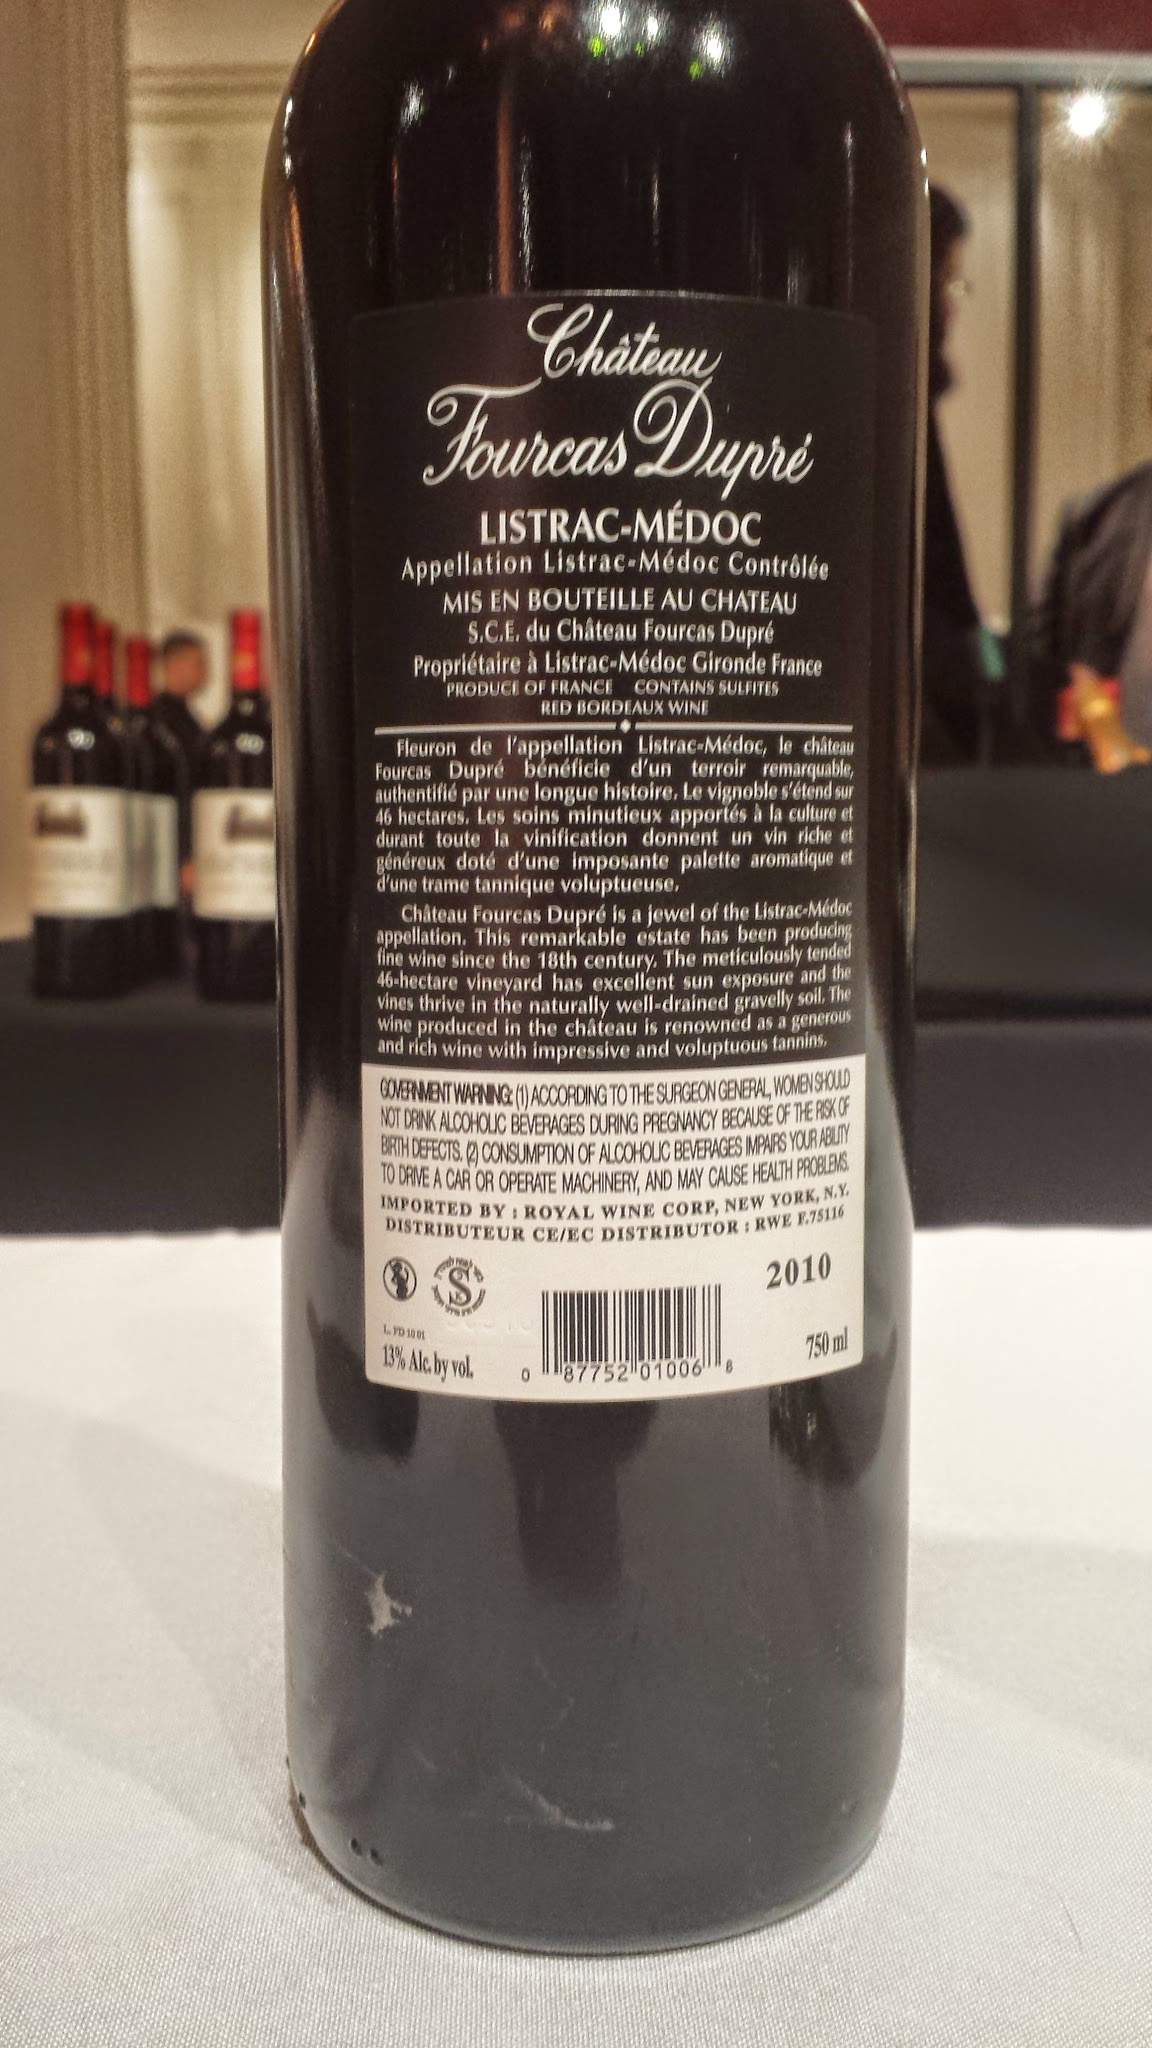 Château
Fourcas Dupré
LISTRAC-MÉDOC
Appellation Listrac-Médoc Contrôlée
MIS EN BOUTEILLE AU CHATEAU
S.C.E. du Château Fourcas Dupré
Propriétaire à Listrac-Médoc Gironde France
PRODUCE OF FRANCE CONTAINS SULFITES
RED BORDEAUX WINE
Fleuron de l'appellation Listrac-Médoc, le château
Fourcas Dupré bénéficie d'un terroir remarquable,
authentifié par une longue histoire. Le vignoble s'étend sur
46 hectares. Les soins minutieux apportés à la culture et
durant toute la vinification donnent un vin riche et
généreux doté d'une imposante palette aromatique et
d'une trame tannique voluptueuse.
Château Fourcas Dupré is a jewel of the Listrac-Médoc
appellation. This remarkable estate has been producing
fine wine since the 18th century. The meticulously tended
46-hectare vineyard has excellent sun exposure and the
vines thrive in the naturally well-drained gravelly soil. The
wine produced in the château is renowned as a generous
and rich wine with impressive and voluptuous tannins.
GOVERNMENT WARNING: (1) ACCORDING TO THE SURGEON GENERAL, WOMEN SHOULD
NOT DRINK ALCOHOLIC BEVERAGES DURING PREGNANCY BECAUSE OF THE RISK OF
BIRTH DEFECTS. (2) CONSUMPTION OF ALCOHOLIC BEVERAGES IMPAIRS YOUR ABILITY
TO DRIVE A CAR OR OPERATE MACHINERY, AND MAY CAUSE HEALTH PROBLEMS.
IMPORTED BY : ROYAL WINE CORP, NEW YORK, N.Y.
DISTRIBUTEUR CE/EC DISTRIBUTOR : RWE F.75116
S
K
2010
L. FD 10 01
13% Alc. by vol.
0 87752 01006 8
750 ml